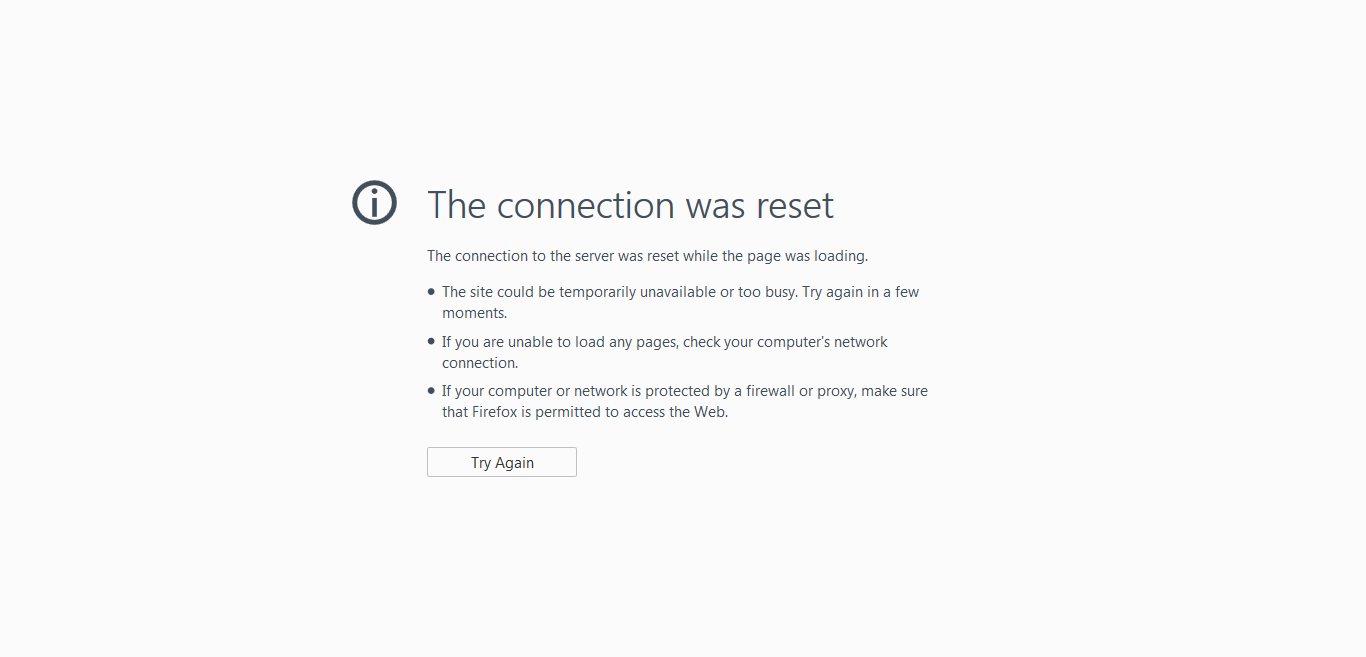 The connection was reset
The connection to the server was reset while the page was loading.
The site could be temporarily unavailable or too busy. Try again in a few
moments.
If you are unable to load any pages, check your computer's network
connection.
If your computer or network is protected by a firewall or proxy, make sure
that Firefox is permitted to access the Web.
Try Again